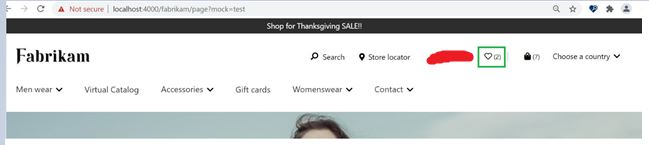 Not secure | localhost:4000/fabrikam/page?mock=test
Shop for Thanksgiving SALE!!
Fabrikam Search Store locator (2) (7) Choose a country
Men wear Virtual Catalog Accessories Gift cards Womenswear Contact